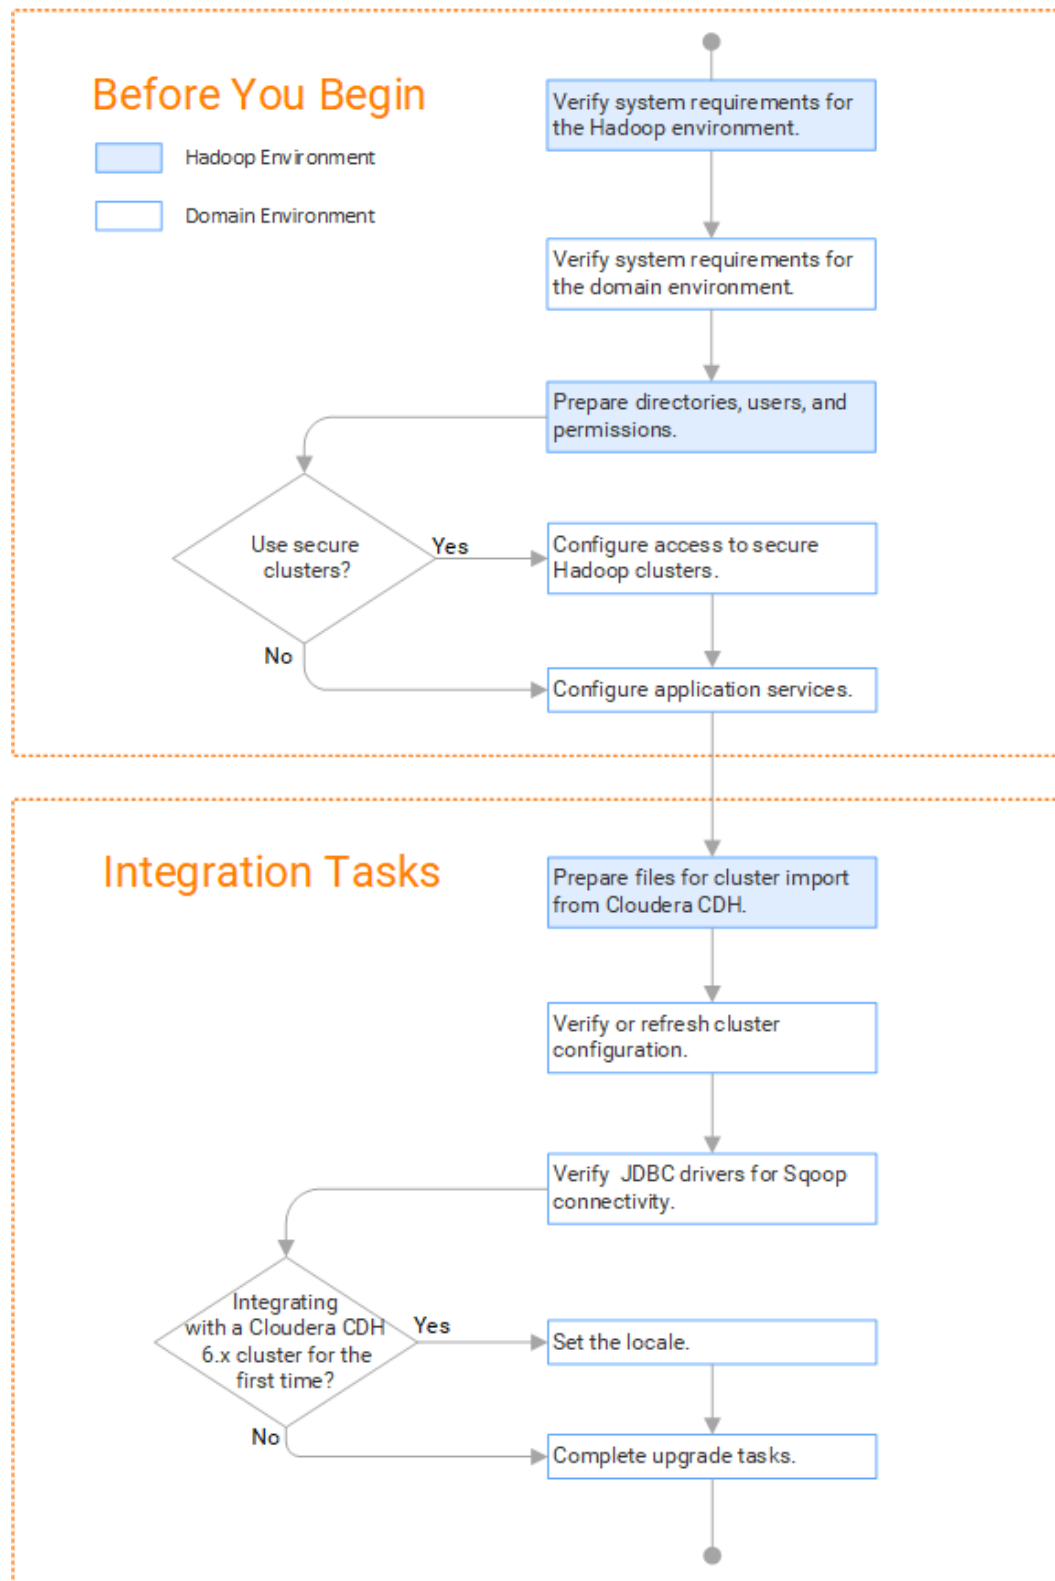 Before You Begin
Hadoop Environment
Domain Environment
Verify system requirements for
the Hadoop environment.
Verify system requirements for
the domain environment.
Prepare directories, users, and
permissions.
Use secure
clusters?
Yes
Configure access to secure
Hadoop clusters.
No
Configure application services.
Integration Tasks
Prepare files for cluster import
from Cloudera CDH.
Verify or refresh cluster
configuration.
Verify JDBC drivers for Sqoop
connectivity.
Integrating
with a Cloudera CDH
6.x cluster for the
first time?
Yes
Set the locale.
No
Complete upgrade tasks.